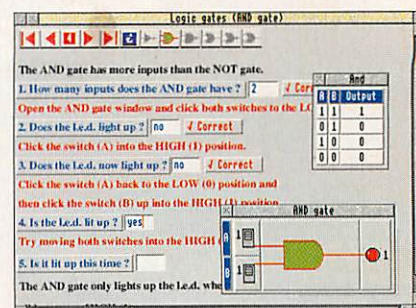 Logic gates (AND gate)
The AND gate has more inputs than the NOT gate.
1. How many inputs does the AND gate have ? 2 √ Corr
Open the AND gate window and click both switches to the LO
2. Does the l.e.d. light up ? no √ Correct
Click the switch (A) into the HIGH (1) position.
3. Does the l.e.d. now light up ? no √ Correct
Click the switch (A) back to the LOW (0) position and
then click the switch (B) up into the HIGH (1) position
4. Is the l.e.d. lit up ? yes
Try moving both switches into the HIGH (
5. Is it lit up this time ?
The AND gate only lights up the l.e.d. whe
And
A B Output
1 1 1
0 1 0
1 0 0
0 0 0
AND gate
A 1
B 1
1